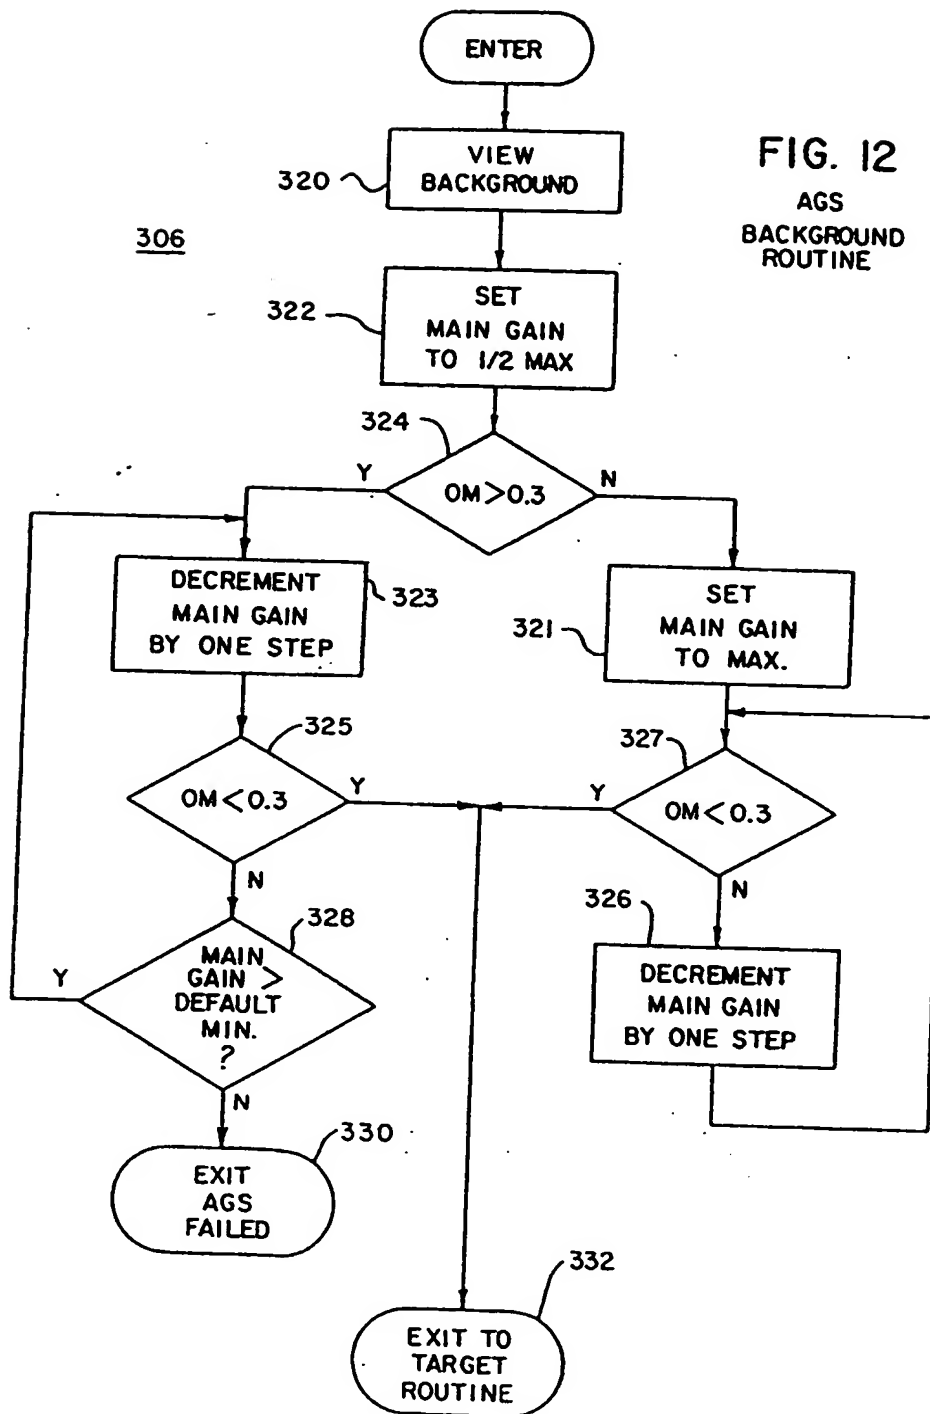 ENTER
VIEW
BACKGROUND
320
FIG. 12
AGS
BACKGROUND
ROUTINE
306
SET
MAIN GAIN
TO 1/2 MAX
322
324
Y
OM>0.3
N
DECREMENT
MAIN GAIN
BY ONE STEP
323
SET
MAIN GAIN
TO MAX.
321
325
OM<0.3
Y
N
327
Y
OM<0.3
N
328
MAIN
GAIN >
DEFAULT
MIN.
?
Y
N
326
DECREMENT
MAIN GAIN
BY ONE STEP
330
EXIT
AGS
FAILED
332
EXIT TO
TARGET
ROUTINE